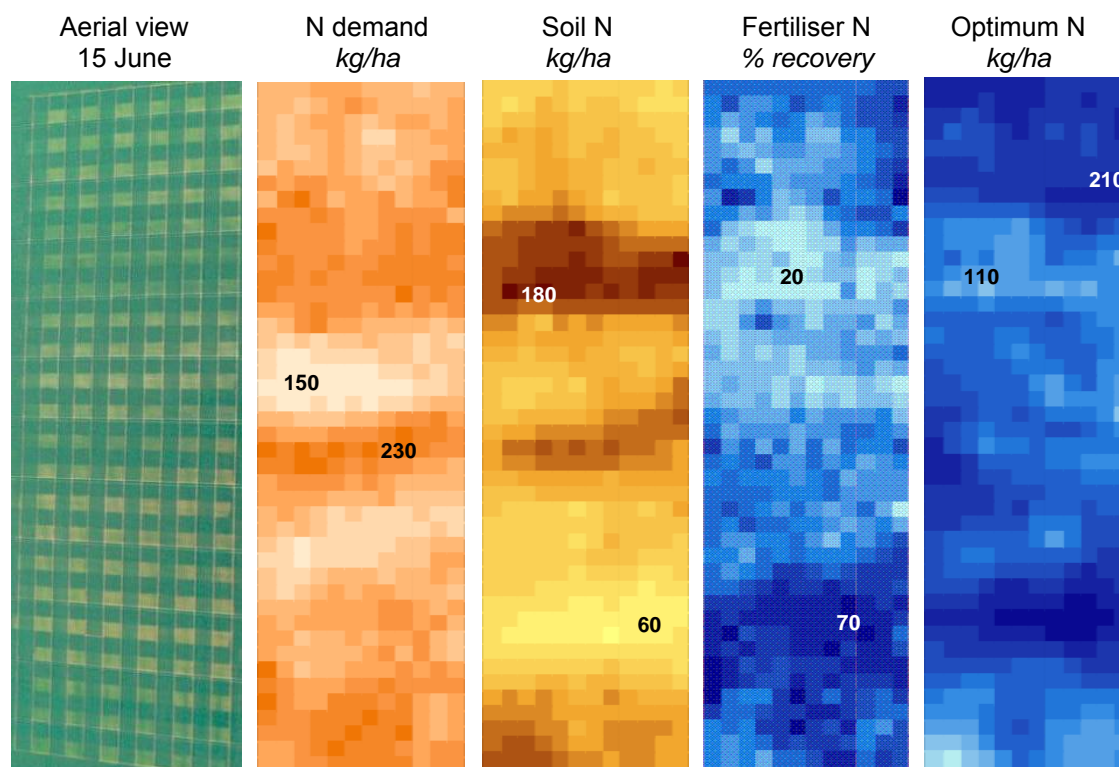 Aerial view
15 June
N demand
kg/ha
Soil N
kg/ha
Fertiliser N
% recovery
Optimum N
kg/ha
150
230
180
60
20
70
210
110